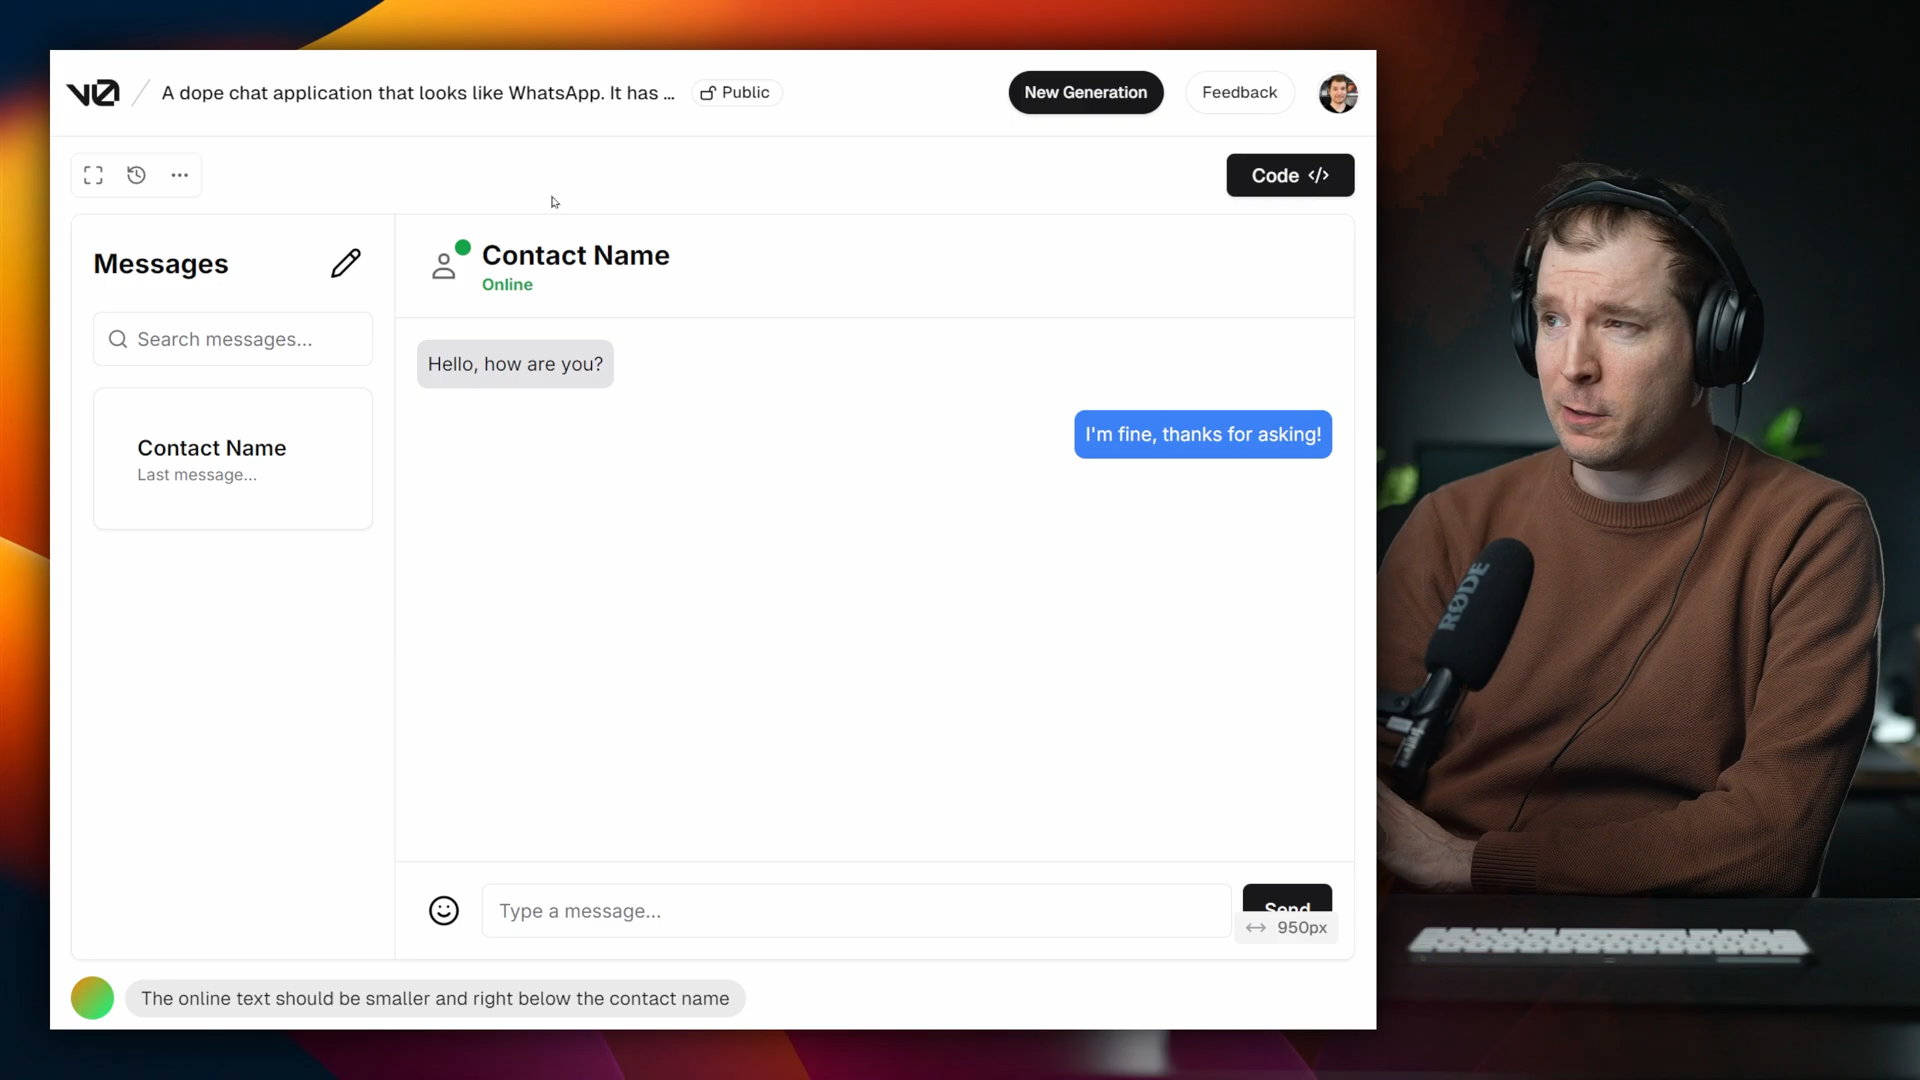 v0 / A dope chat application that looks like WhatsApp. It has ... Public New Generation Feedback
Code </>
Messages
Search messages...
Contact Name
Last message...
Contact Name
Online
Hello, how are you?
I'm fine, thanks for asking!
Type a message...
Send
950px
The online text should be smaller and right below the contact name
RØDE